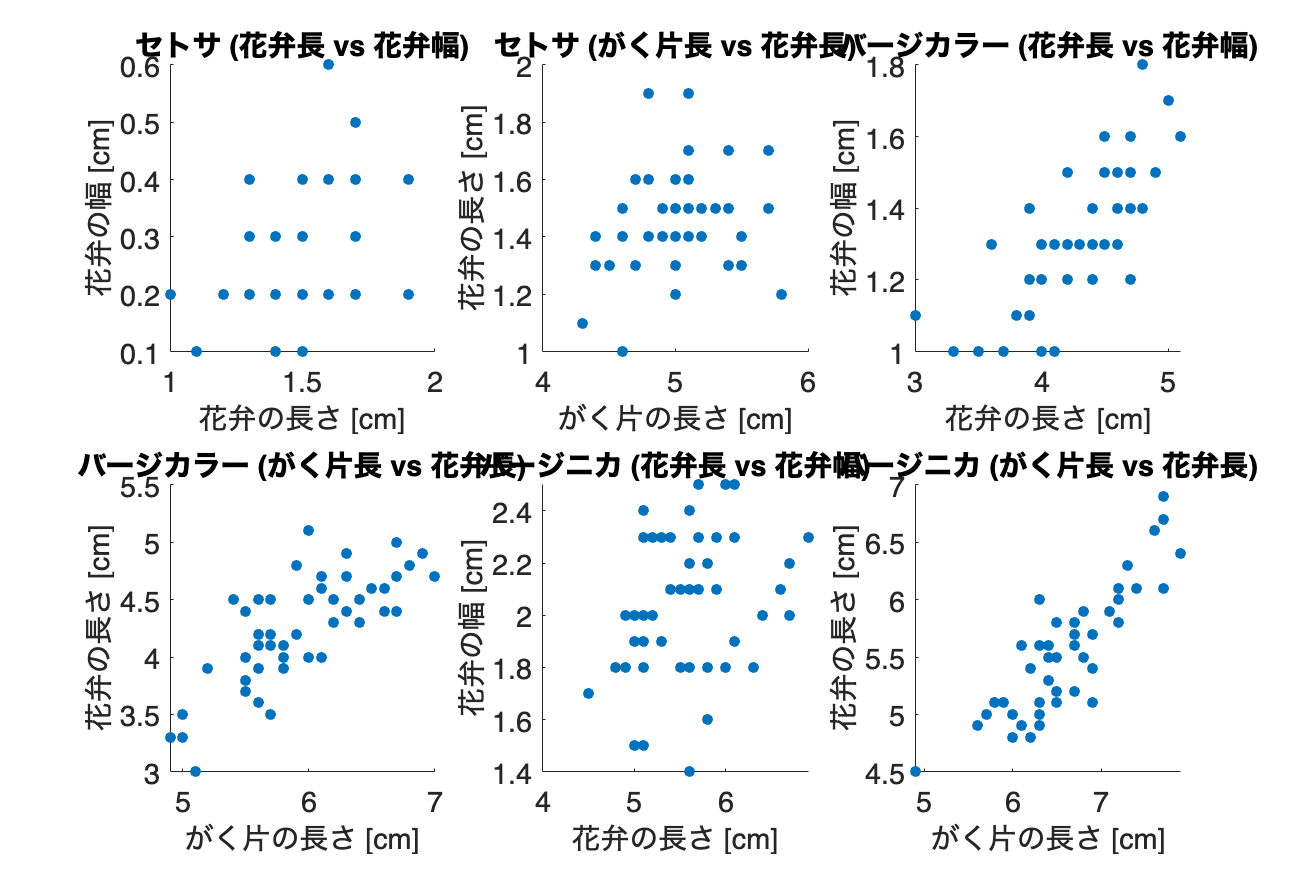 セトサ (花弁長 vs 花弁幅)
0.6
0.5
0.4
0.3
0.2
0.1
花弁の幅 [cm]
1 1.5 2
花弁の長さ [cm]
セトサ (がく片長 vs 花弁長)
2
1.8
1.6
1.4
1.2
1
花弁の長さ [cm]
4 5 6
がく片の長さ [cm]
バージカラー (花弁長 vs 花弁幅)
1.8
1.6
1.4
1.2
1
花弁の幅 [cm]
3 4 5
花弁の長さ [cm]
バージカラー (がく片長 vs 花弁長)
5.5
5
4.5
4
3.5
3
花弁の長さ [cm]
5 6 7
がく片の長さ [cm]
バージニカ (花弁長 vs 花弁幅)
2.4
2.2
2
1.8
1.6
1.4
花弁の幅 [cm]
4 5 6
花弁の長さ [cm]
バージニカ (がく片長 vs 花弁長)
7
6.5
6
5.5
5
4.5
花弁の長さ [cm]
5 6 7
がく片の長さ [cm]